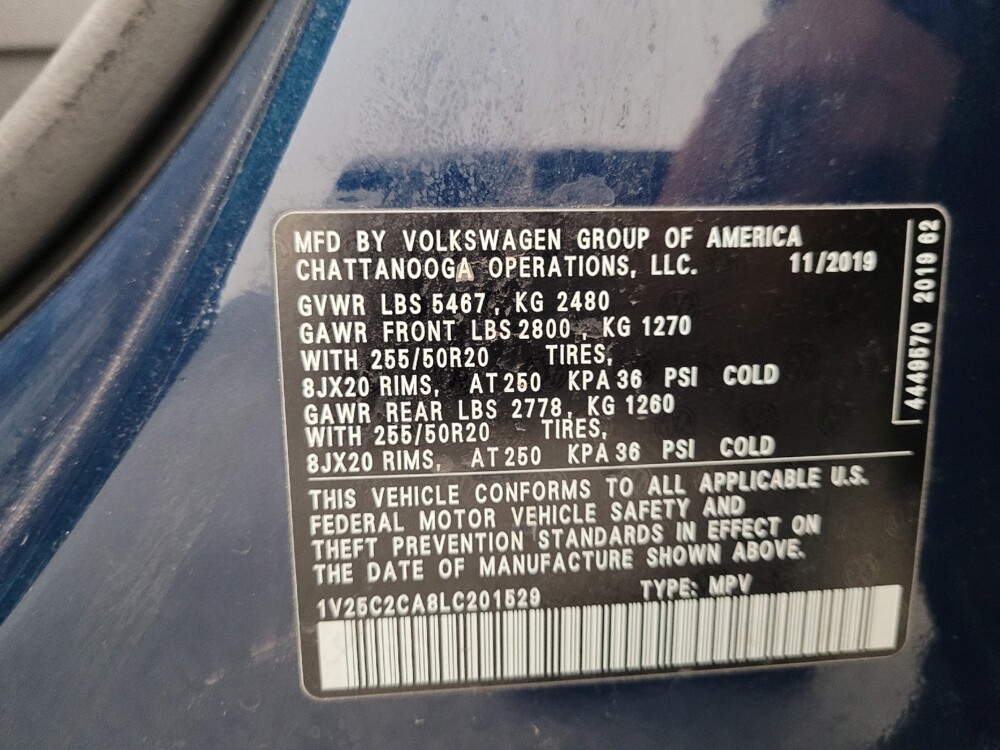 MFD BY VOLKSWAGEN GROUP OF AMERICA
CHATTANOOGA OPERATIONS, LLC. 11/2019
GVWR LBS 5467, KG 2480
GAWR FRONT LBS 2800, KG 1270
WITH 255/50R20 TIRES,
8JX20 RIMS, AT 250 KPA 36 PSI COLD
GAWR REAR LBS 2778, KG 1260
WITH 255/50R20 TIRES,
8JX20 RIMS, AT 250 KPA 36 PSI COLD
THIS VEHICLE CONFORMS TO ALL APPLICABLE U.S.
FEDERAL MOTOR VEHICLE SAFETY AND
THEFT PREVENTION STANDARDS IN EFFECT ON
THE DATE OF MANUFACTURE SHOWN ABOVE.
1V25C2CA8LC201529 TYPE: MPV
4449570 2019 62